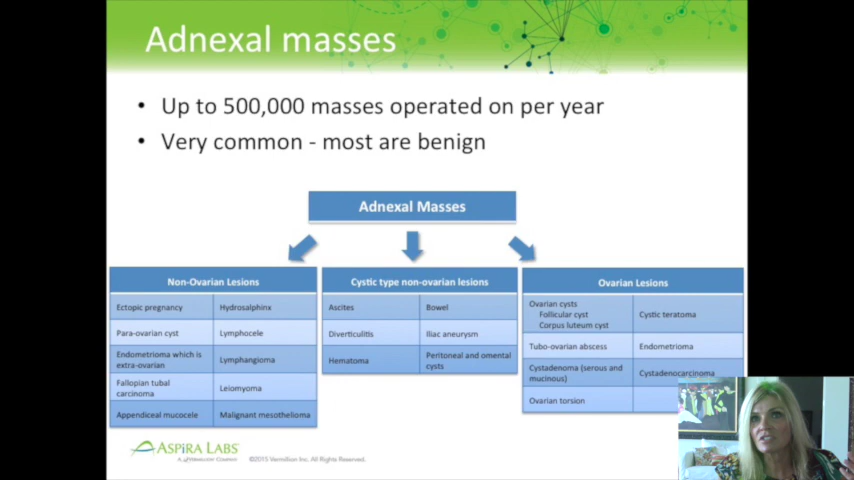 Adnexal masses
• Up to 500,000 masses operated on per year
• Very common - most are benign
Adnexal Masses
Non-Ovarian Lesions
Ectopic pregnancy
Hydrosalphinx
Para-ovarian cyst
Lymphocele
Endometrioma which is
extra-ovarian
Lymphangioma
Fallopian tubal
carcinoma
Leiomyoma
Appendiceal mucocele
Malignant mesothelioma
Cystic type non-ovarian lesions
Ascites
Bowel
Diverticulitis
Iliac aneurysm
Hematoma
Peritoneal and omental
cysts
Ovarian Lesions
Ovarian cysts
Follicular cyst
Corpus luteum cyst
Cystic teratoma
Tubo-ovarian abscess
Endometrioma
Cystadenoma (serous and
mucinous)
Cystadenocarcinoma
Ovarian torsion
ASPiRA LABS
A Vermillion Company
©2015 Vermillion Inc. All Rights Reserved.